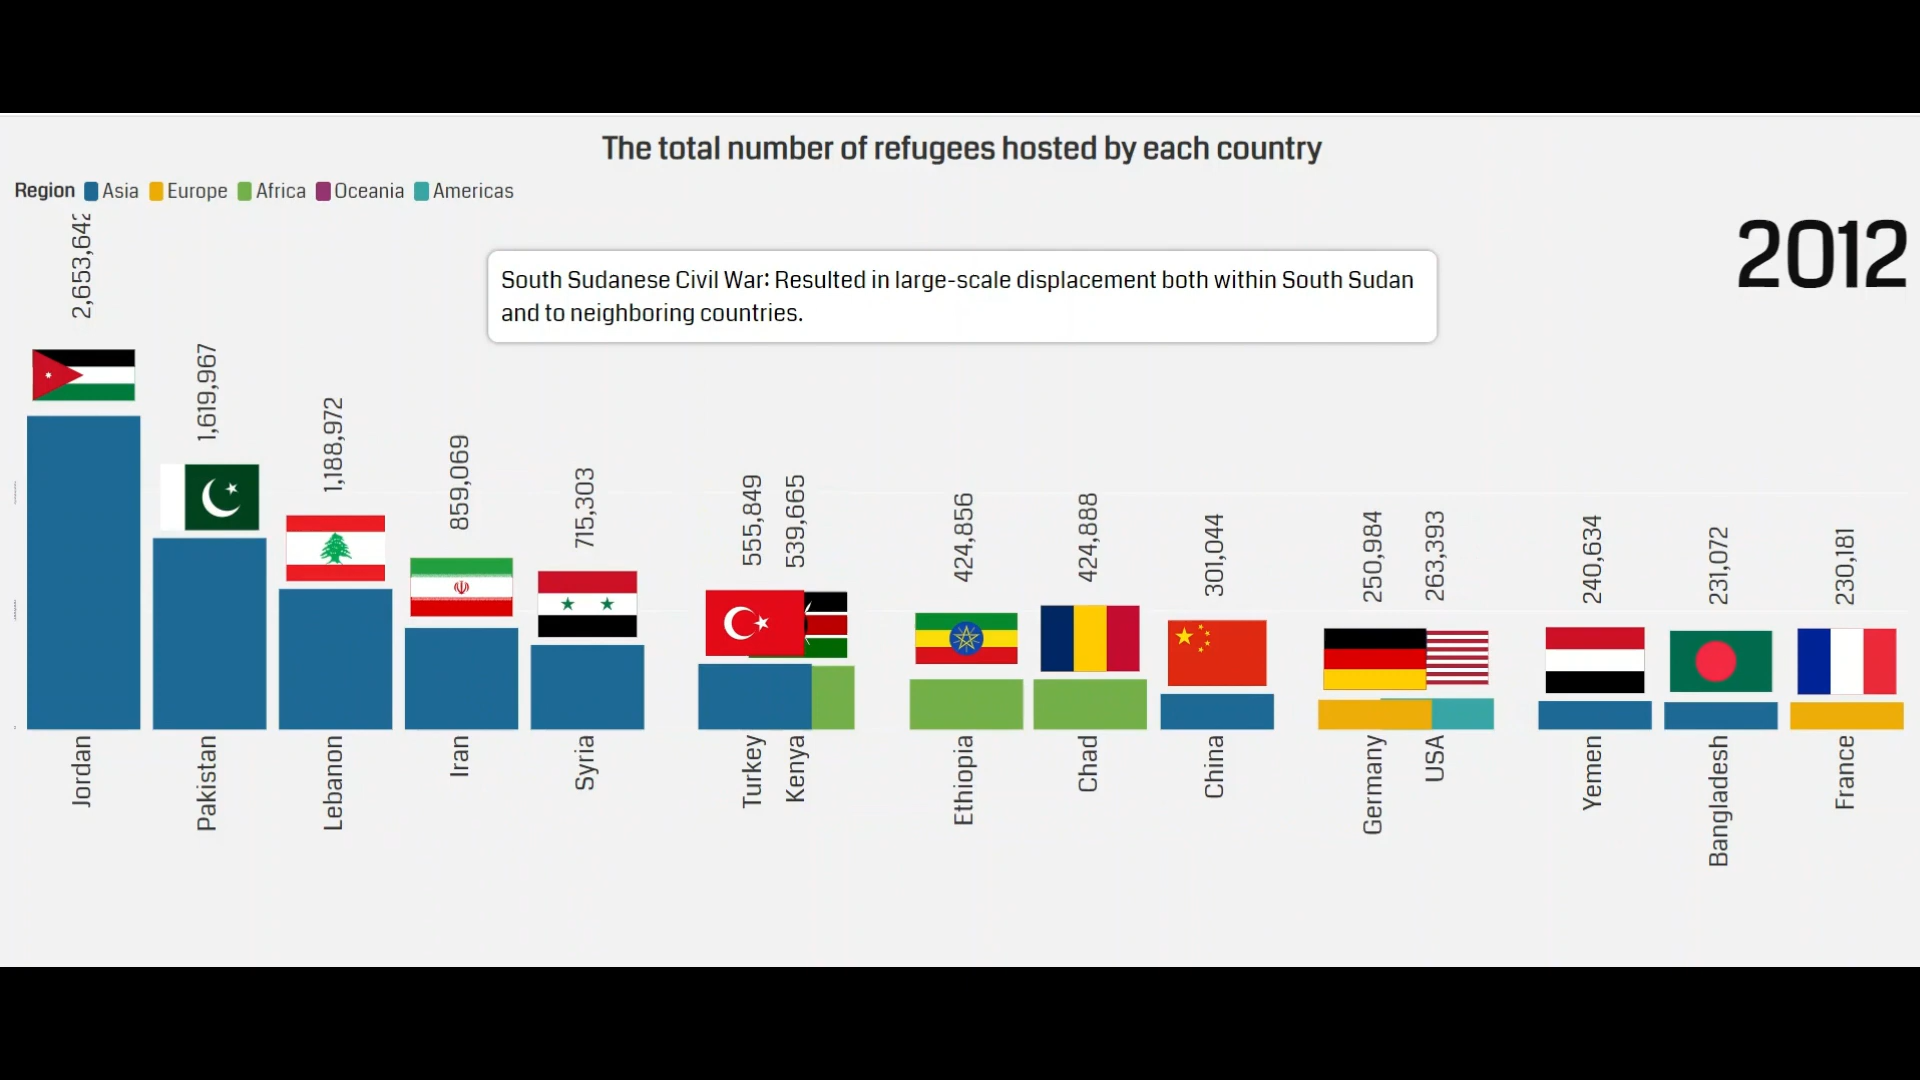 The total number of refugees hosted by each country
Region Asia Europe Africa Oceania Americas
2012
South Sudanese Civil War: Resulted in large-scale displacement both within South Sudan
and to neighboring countries.
2,653,642
1,619,967
1,188,972
859,069
715,303
555,849
539,665
424,856
424,888
301,044
250,984
263,393
240,634
231,072
230,181
Jordan
Pakistan
Lebanon
Iran
Syria
Turkey
Kenya
Ethiopia
Chad
China
Germany
USA
Yemen
Bangladesh
France